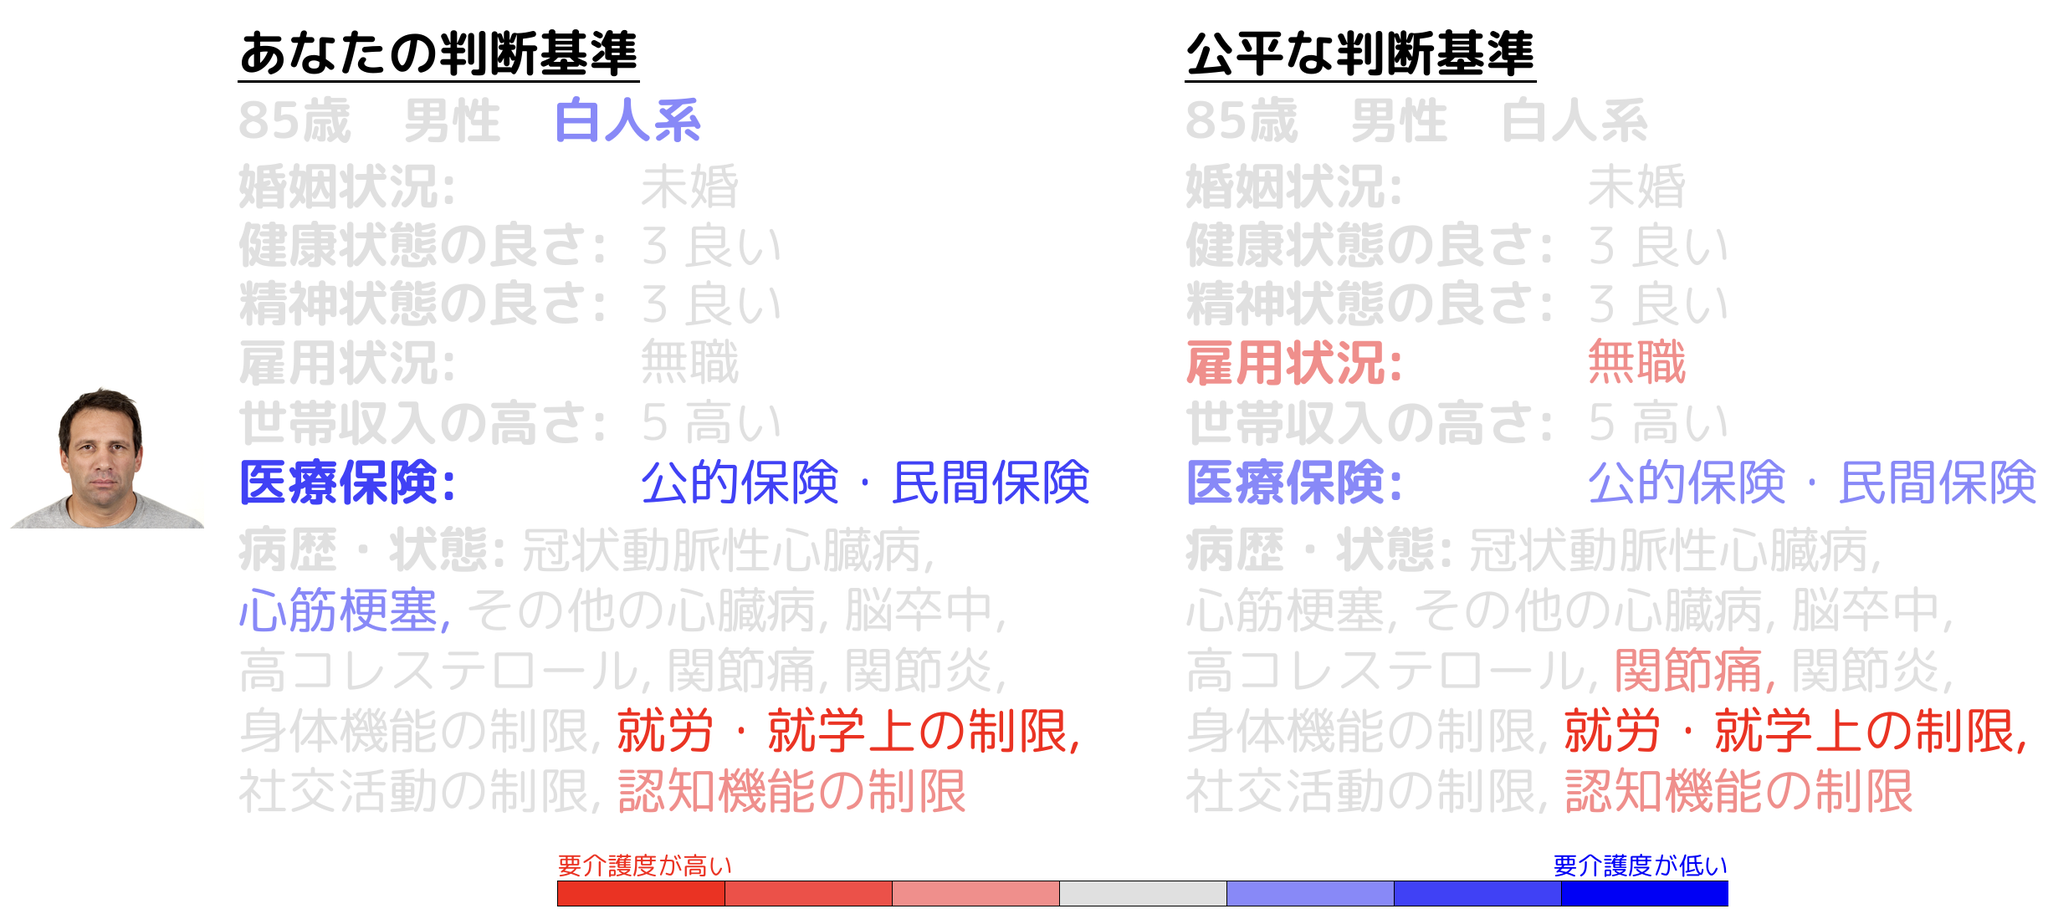 あなたの判断基準
85歳　男性　白人系
婚姻状況: 未婚
健康状態の良さ: 3 良い
精神状態の良さ: 3 良い
雇用状況: 無職
世帯収入の高さ: 5 高い
医療保険: 公的保険・民間保険
病歴・状態: 冠状動脈性心臓病,
心筋梗塞, その他の心臓病, 脳卒中,
高コレステロール, 関節痛, 関節炎,
身体機能の制限, 就労・就学上の制限,
社交活動の制限, 認知機能の制限
公平な判断基準
85歳　男性　白人系
婚姻状況: 未婚
健康状態の良さ: 3 良い
精神状態の良さ: 3 良い
雇用状況: 無職
世帯収入の高さ: 5 高い
医療保険: 公的保険・民間保険
病歴・状態: 冠状動脈性心臓病,
心筋梗塞, その他の心臓病, 脳卒中,
高コレステロール, 関節痛, 関節炎,
身体機能の制限, 就労・就学上の制限,
社交活動の制限, 認知機能の制限
要介護度が高い
要介護度が低い